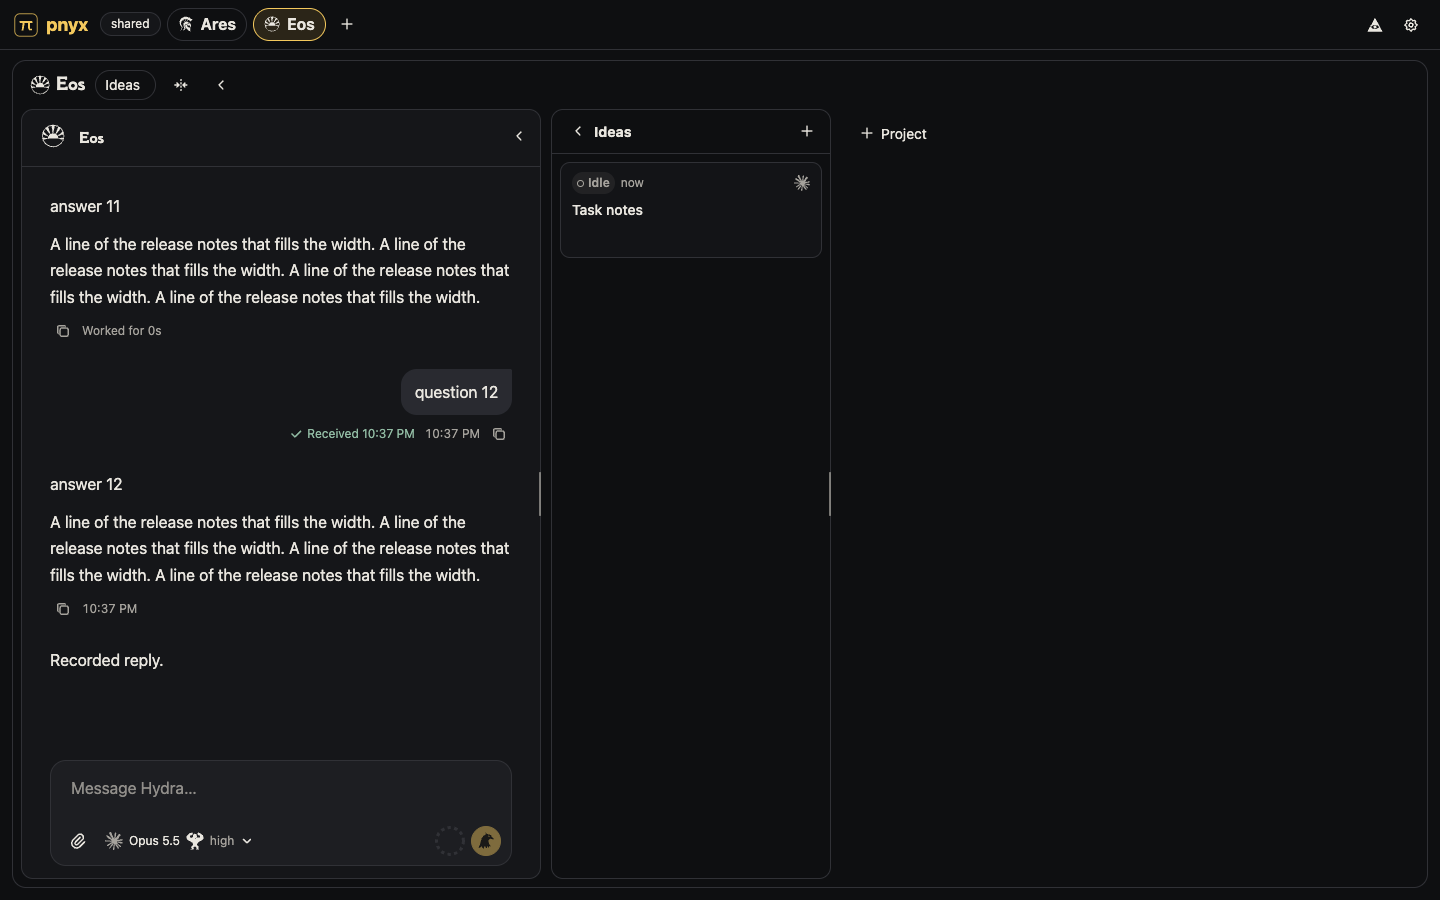 π pnyx shared Ares Eos +
Eos Ideas
Eos
answer 11
A line of the release notes that fills the width. A line of the
release notes that fills the width. A line of the release notes that
fills the width. A line of the release notes that fills the width.
Worked for 0s
question 12
Received 10:37 PM 10:37 PM
answer 12
A line of the release notes that fills the width. A line of the
release notes that fills the width. A line of the release notes that
fills the width. A line of the release notes that fills the width.
10:37 PM
Recorded reply.
Message Hydra...
Opus 5.5 high
Ideas +
Idle now
Task notes
+ Project